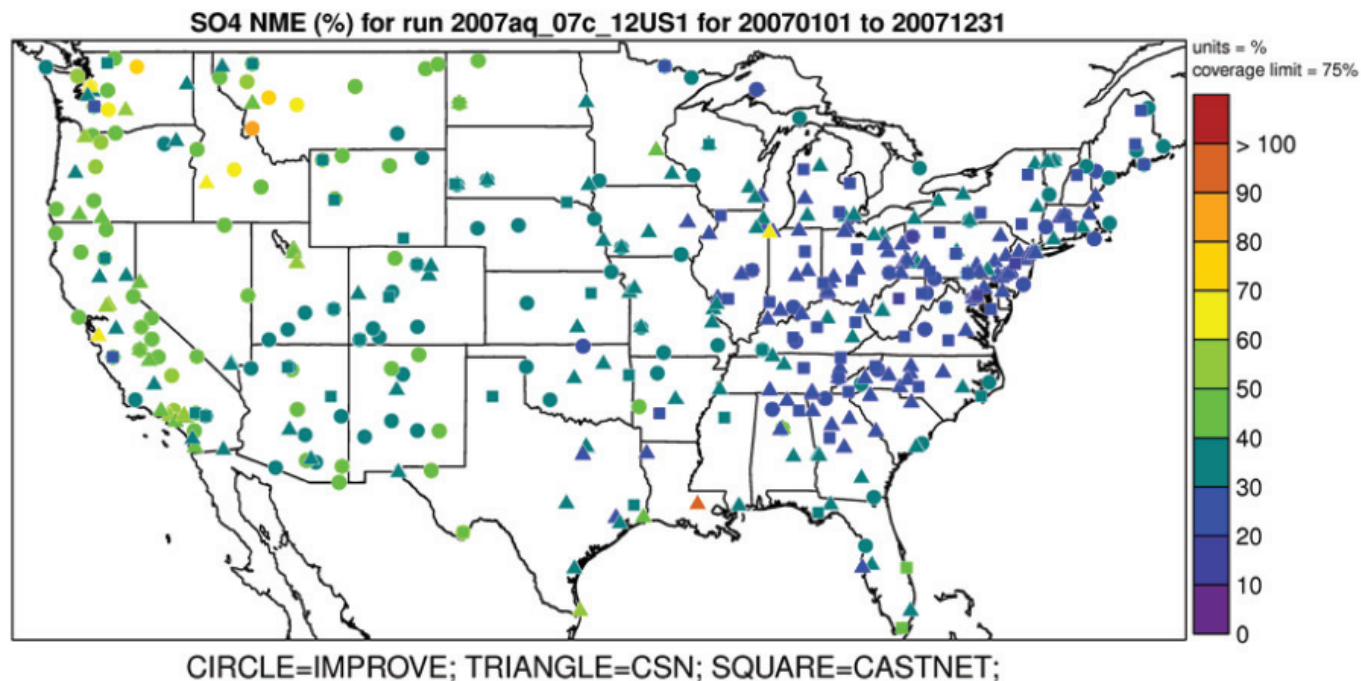 SO4 NME (%) for run 2007aq_07c_12US1 for 20070101 to 20071231
units = %
coverage limit = 75%
> 100
90
80
70
60
50
40
30
20
10
0
CIRCLE=IMPROVE; TRIANGLE=CSN; SQUARE=CASTNET;